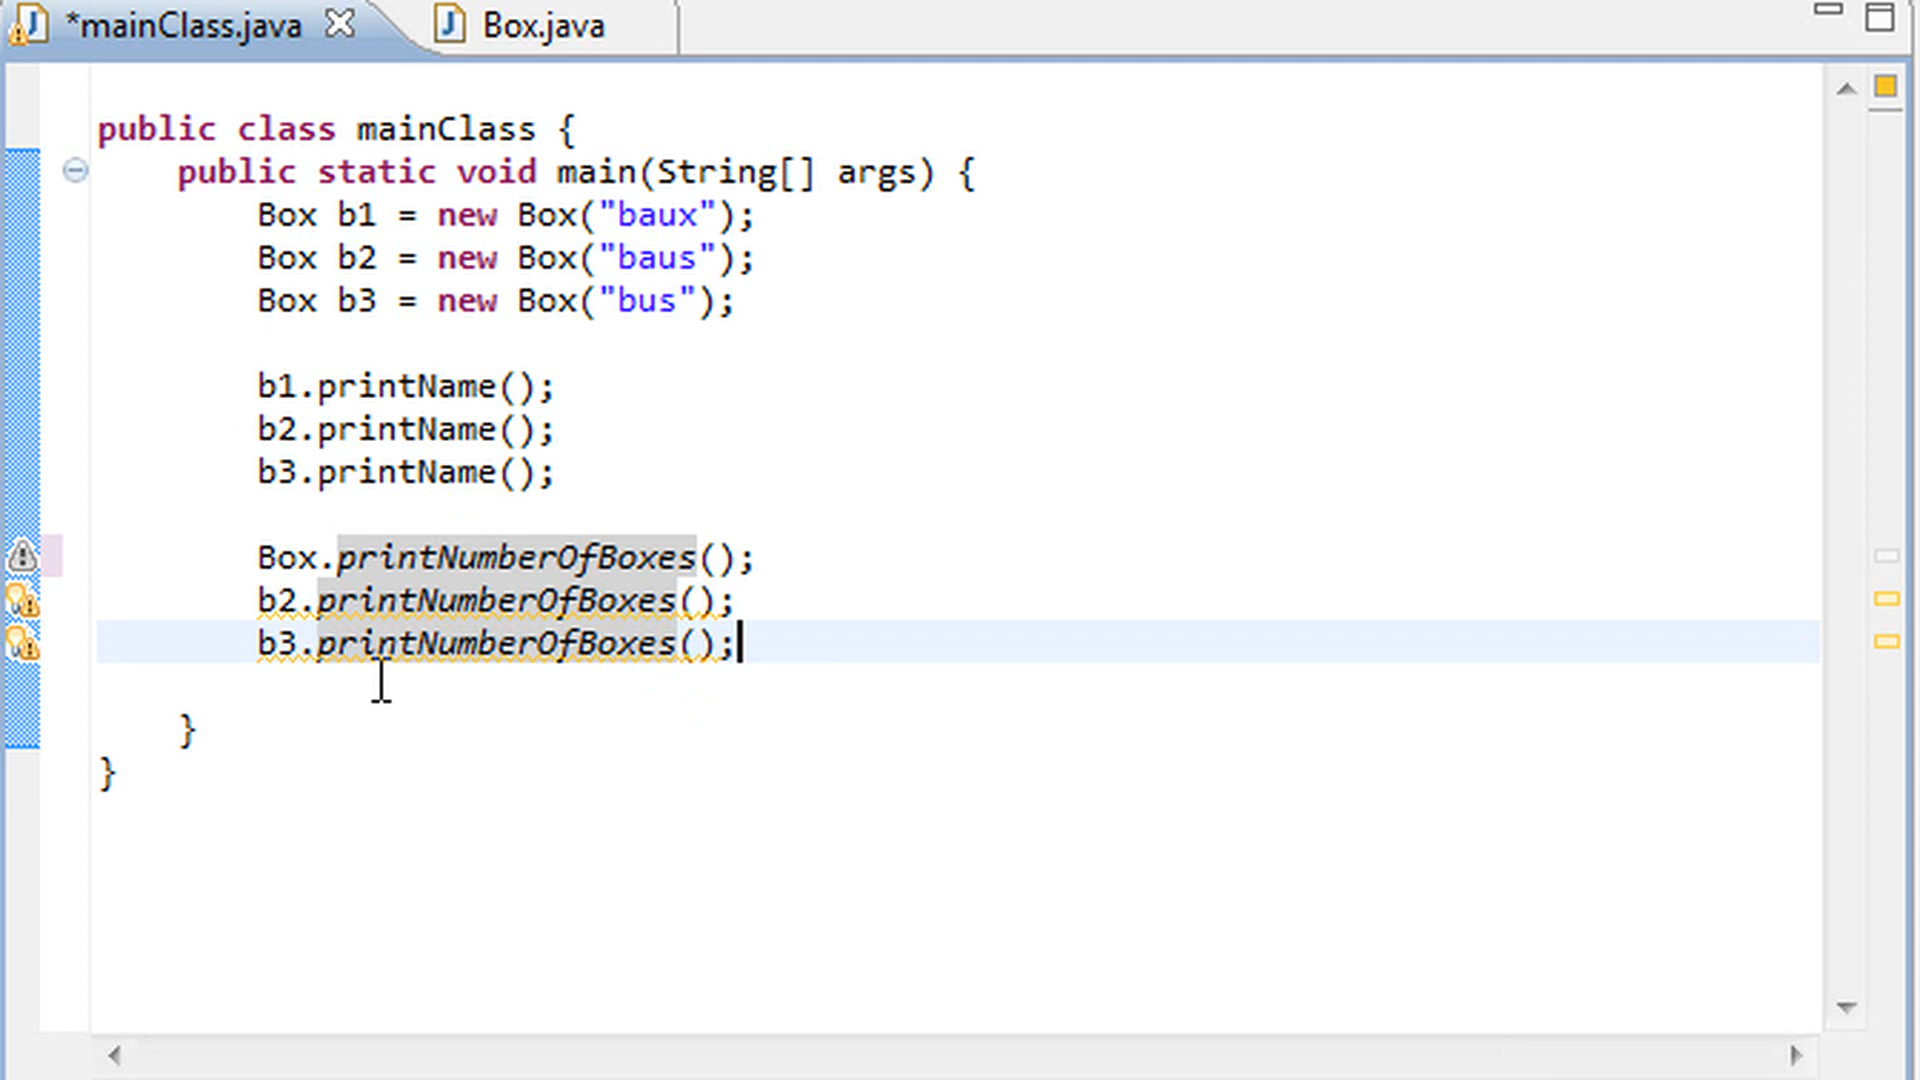 *mainClass.java
Box.java
public class mainClass {
public static void main(String[] args) {
Box b1 = new Box("baux");
Box b2 = new Box("baus");
Box b3 = new Box("bus");
b1.printName();
b2.printName();
b3.printName();
Box.printNumberOfBoxes();
b2.printNumberOfBoxes();
b3.printNumberOfBoxes();
}
}